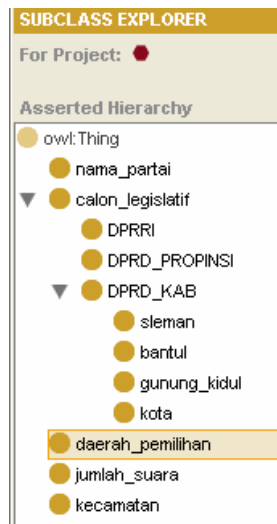 SUBCLASS EXPLORER
For Project:
Asserted Hierarchy
owl:Thing
nama_partai
calon_legislatif
DPRRI
DPRD_PROPINSI
DPRD_KAB
sleman
bantul
gunung_kidul
kota
daerah_pemilihan
jumlah_suara
kecamatan